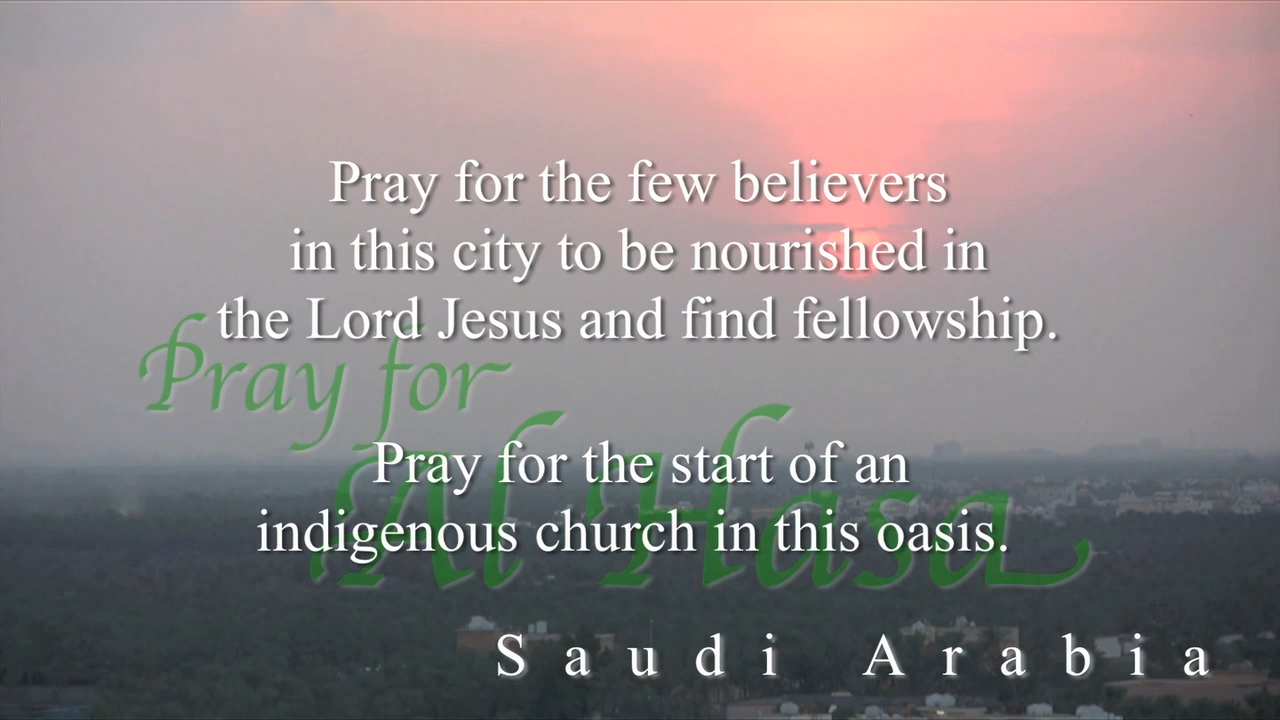 Pray for the few believers
in this city to be nourished in
the Lord Jesus and find fellowship.
Pray for
Al Hasa
Pray for the start of an
indigenous church in this oasis.
Saudi Arabia